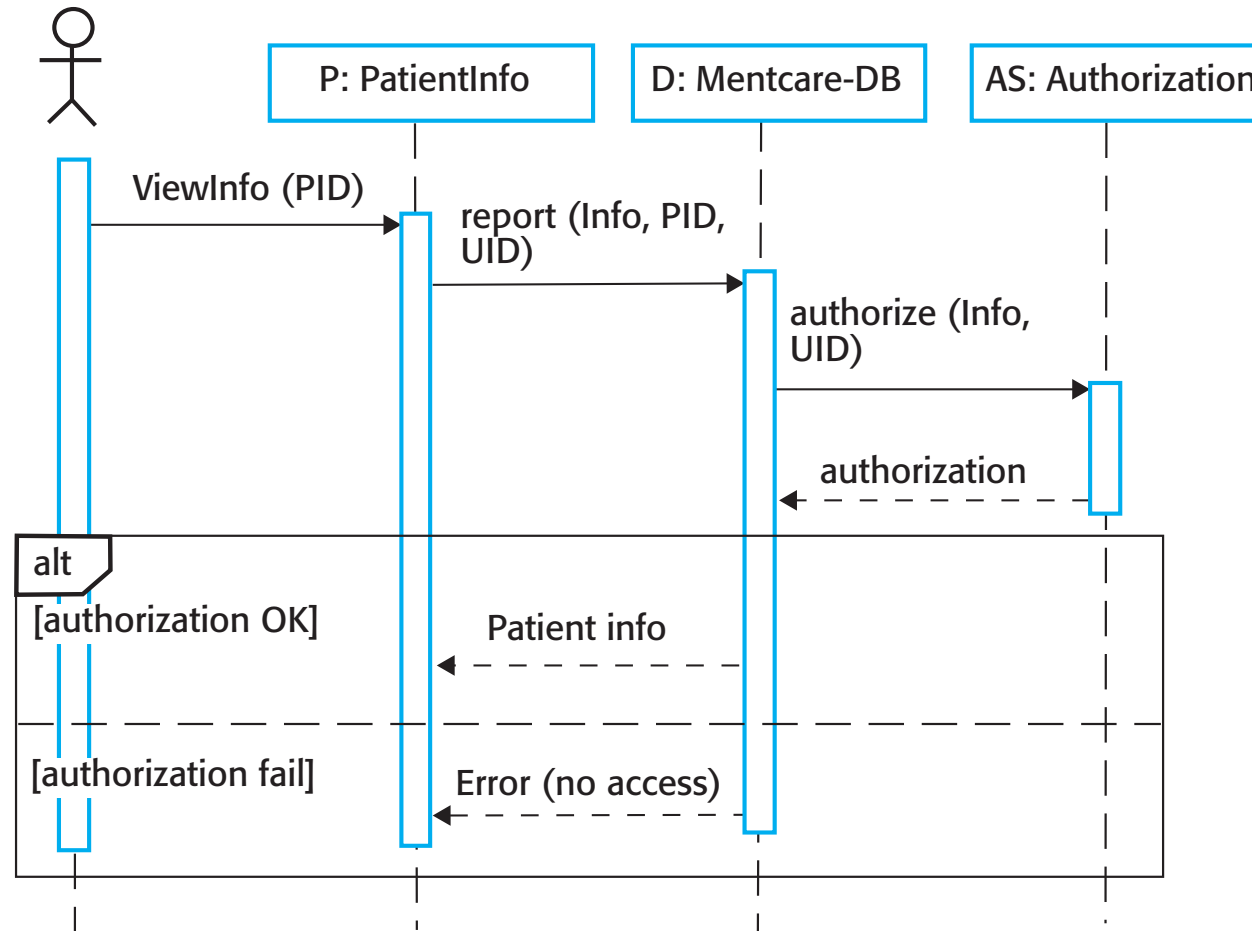 P: PatientInfo
D: Mentcare-DB
AS: Authorization
ViewInfo (PID)
report (Info, PID,
UID)
authorize (Info,
UID)
authorization
alt
[authorization OK]
Patient info
[authorization fail]
Error (no access)